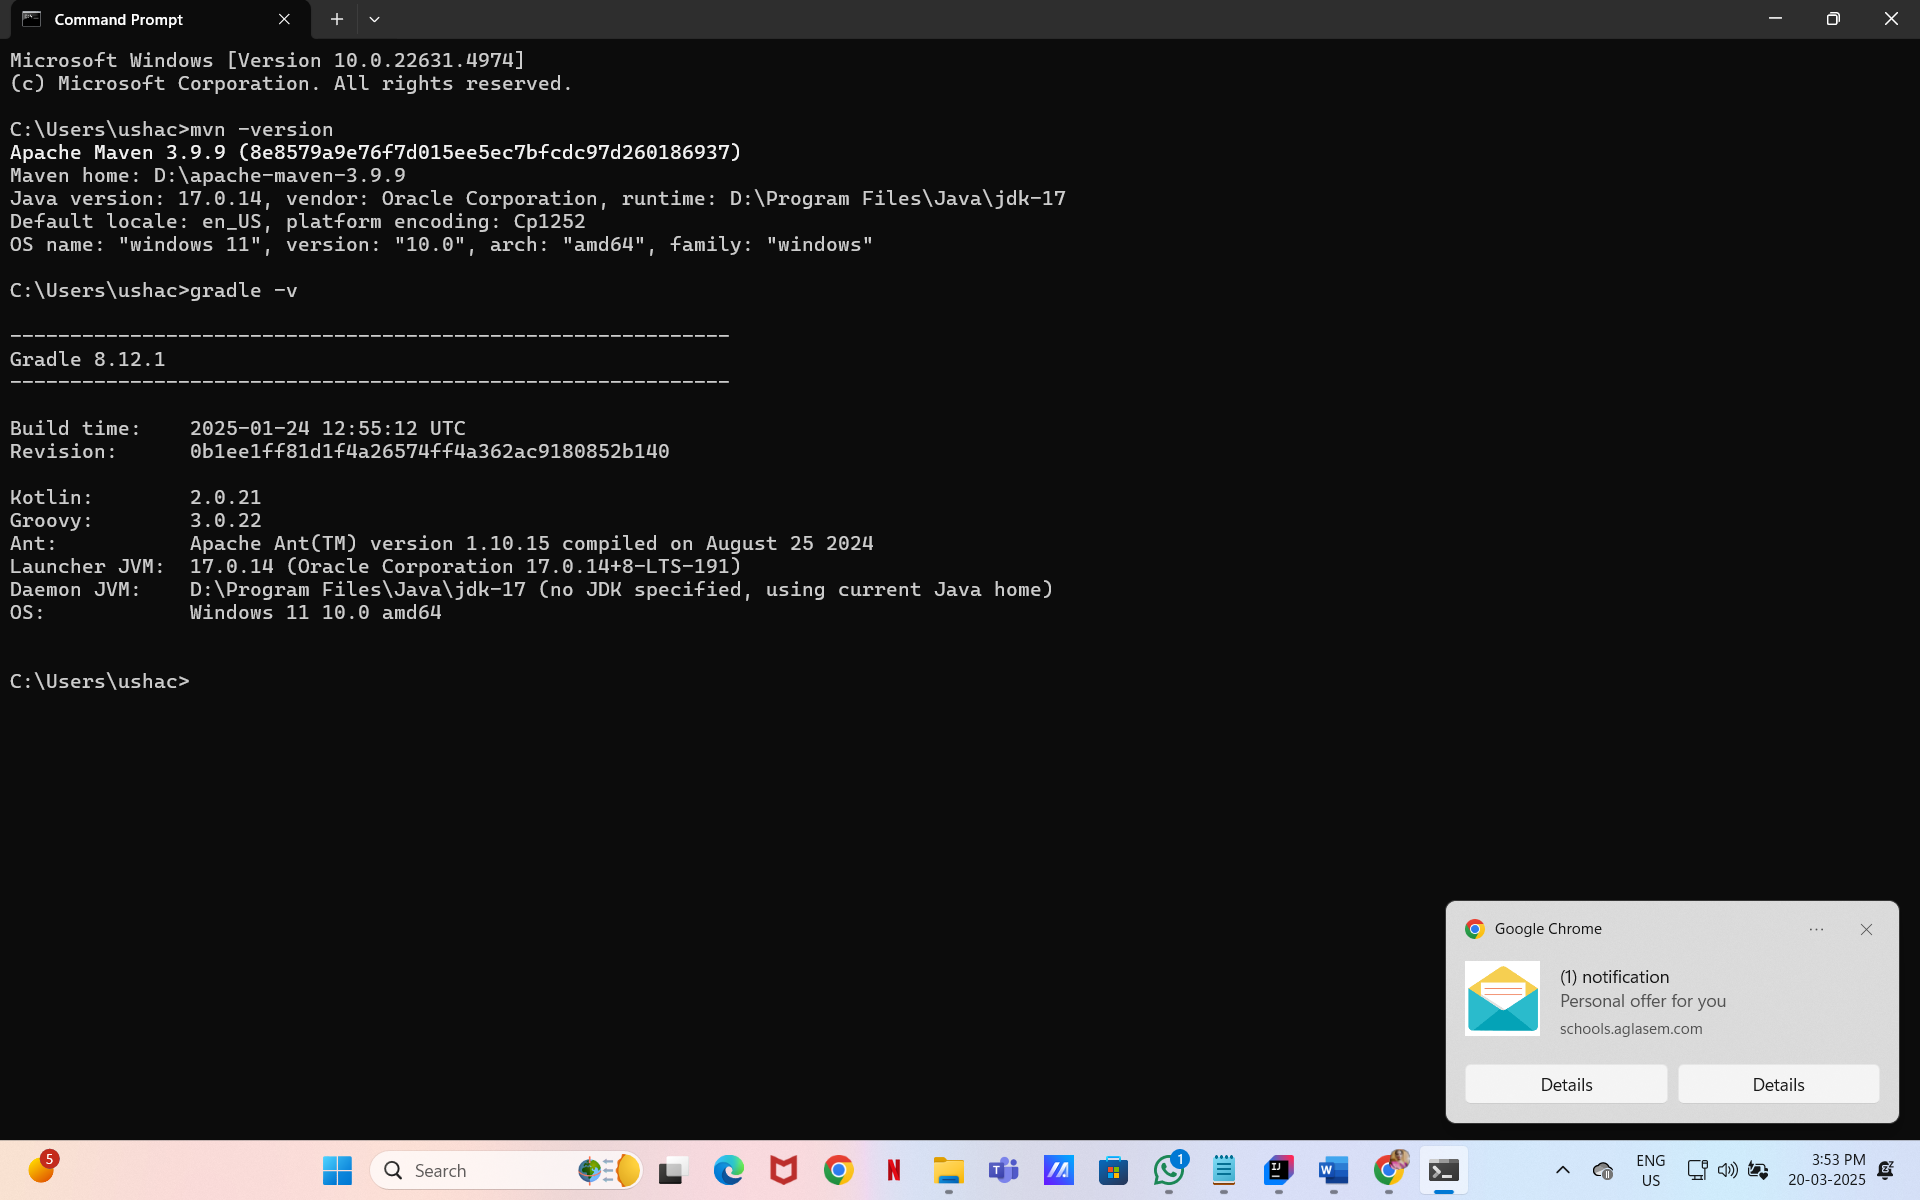 Command Prompt
Microsoft Windows [Version 10.0.22631.4974]
(c) Microsoft Corporation. All rights reserved.
C:\Users\ushac>mvn -version
Apache Maven 3.9.9 (8e8579a9e76f7d015ee5ec7bfcdc97d260186937)
Maven home: D:\apache-maven-3.9.9
Java version: 17.0.14, vendor: Oracle Corporation, runtime: D:\Program Files\Java\jdk-17
Default locale: en_US, platform encoding: Cp1252
OS name: "windows 11", version: "10.0", arch: "amd64", family: "windows"
C:\Users\ushac>gradle -v
------------------------------------------------------------
Gradle 8.12.1
------------------------------------------------------------
Build time:    2025-01-24 12:55:12 UTC
Revision:      0b1ee1ff81d1f4a26574ff4a362ac9180852b140
Kotlin:        2.0.21
Groovy:        3.0.22
Ant:           Apache Ant(TM) version 1.10.15 compiled on August 25 2024
Launcher JVM:  17.0.14 (Oracle Corporation 17.0.14+8-LTS-191)
Daemon JVM:    D:\Program Files\Java\jdk-17 (no JDK specified, using current Java home)
OS:            Windows 11 10.0 amd64
C:\Users\ushac>
Google Chrome
(1) notification
Personal offer for you
schools.aglasem.com
Details Details
5
Search
N
T
1
IJ
W
ENG
US
3:53 PM
20-03-2025